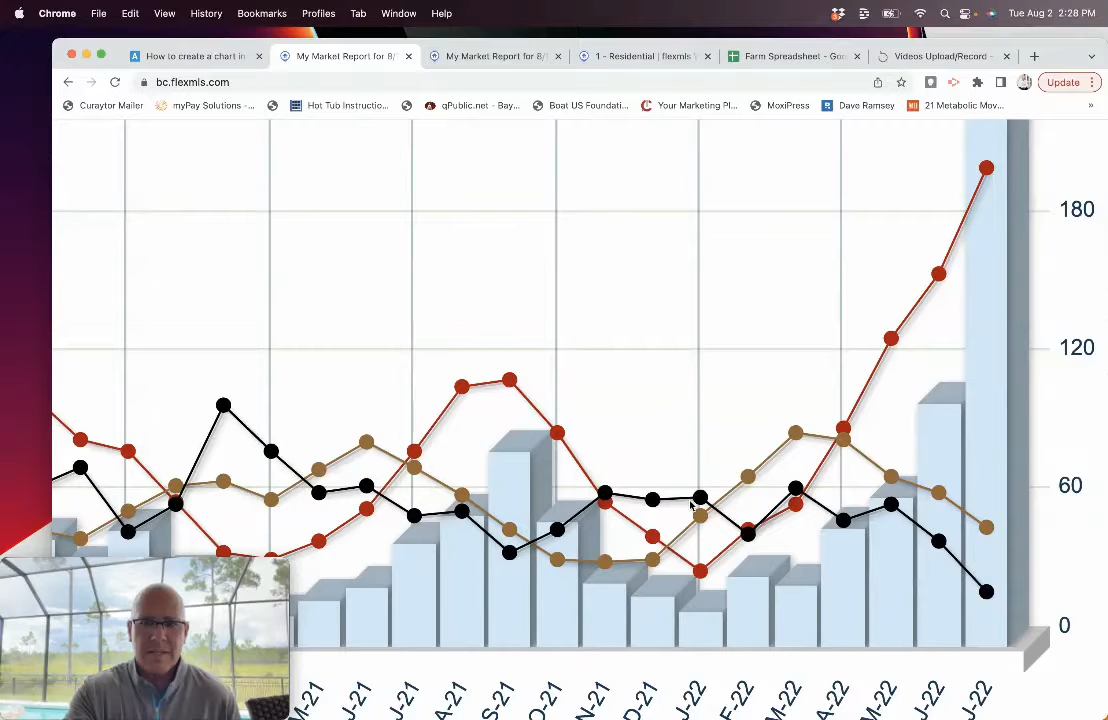 Chrome File Edit View History Bookmarks Profiles Tab Window Help Tue Aug 2 2:28 PM
How to create a chart in × My Market Report for 8/ × My Market Report for 8/1 × 1 - Residential | flexmls × Farm Spreadsheet - Goo × Videos Upload/Record - × +
bc.flexmls.com Update
Curaytor Mailer myPay Solutions -... Hot Tub Instructio... qPublic.net - Bay... Boat US Foundati... Your Marketing Pl... MoxiPress Dave Ramsey 21 Metabolic Mov... »
180
120
60
0
M-21 J-21 J-21 A-21 S-21 O-21 N-21 D-21 J-22 F-22 M-22 A-22 M-22 J-22 J-22